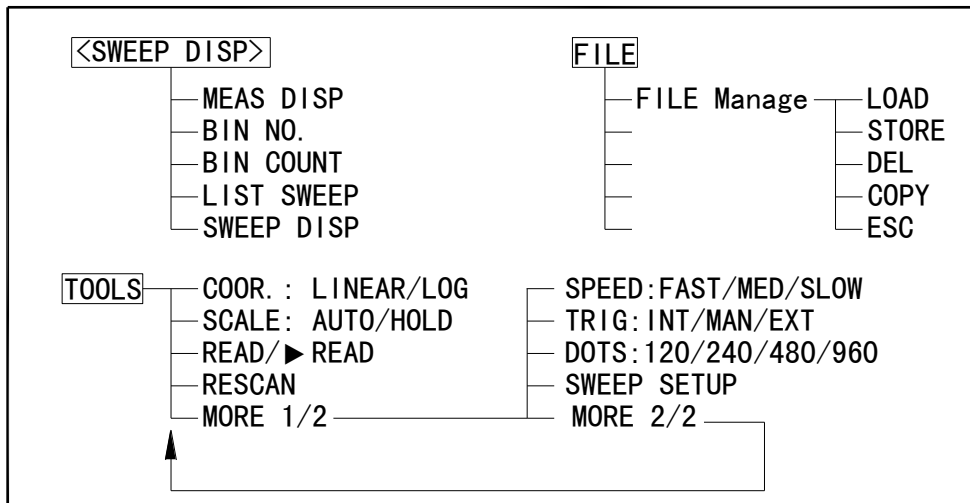 <SWEEP DISP>
MEAS DISP
BIN NO.
BIN COUNT
LIST SWEEP
SWEEP DISP
FILE
FILE Manage
LOAD
STORE
DEL
COPY
ESC
TOOLS
COOR.: LINEAR/LOG
SCALE: AUTO/HOLD
READ/▶READ
RESCAN
MORE 1/2
SPEED:FAST/MED/SLOW
TRIG:INT/MAN/EXT
DOTS:120/240/480/960
SWEEP SETUP
MORE 2/2